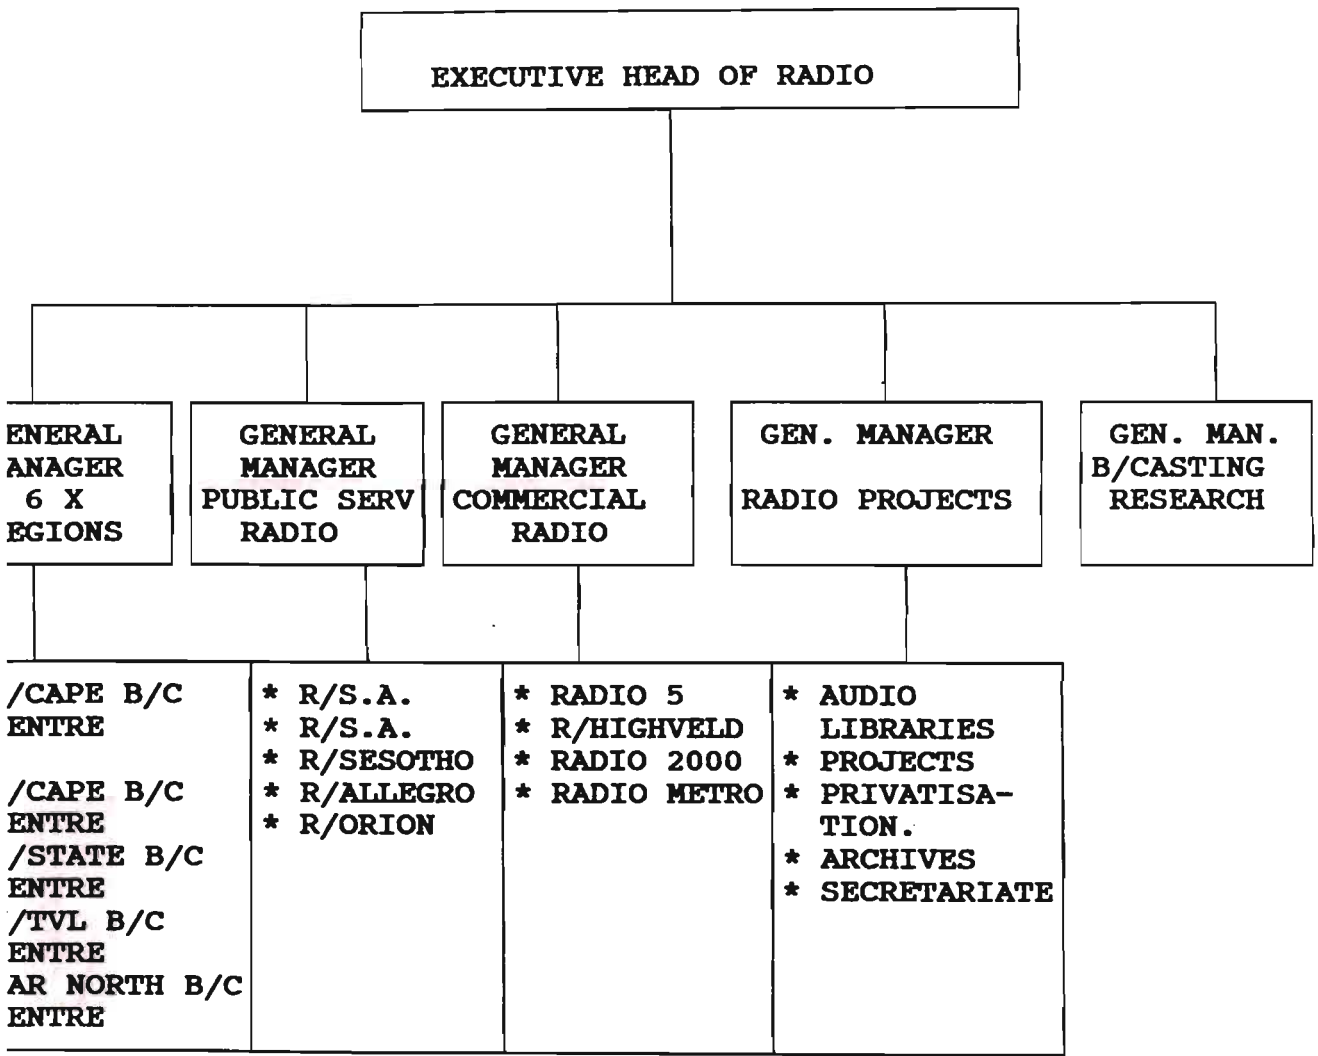 EXECUTIVE HEAD OF RADIO
ENERAL
ANAGER
6 X
EGIONS
GENERAL
MANAGER
PUBLIC SERV
RADIO
GENERAL
MANAGER
COMMERCIAL
RADIO
GEN. MANAGER
RADIO PROJECTS
GEN. MAN.
B/CASTING
RESEARCH
/CAPE B/C
ENTRE
/CAPE B/C
ENTRE
/STATE B/C
ENTRE
/TVL B/C
ENTRE
AR NORTH B/C
ENTRE
* R/S.A.
* R/S.A.
* R/SESOTHO
* R/ALLEGRO
* R/ORION
* RADIO 5
* R/HIGHVELD
* RADIO 2000
* RADIO METRO
* AUDIO
LIBRARIES
* PROJECTS
* PRIVATISA-
TION.
* ARCHIVES
* SECRETARIATE